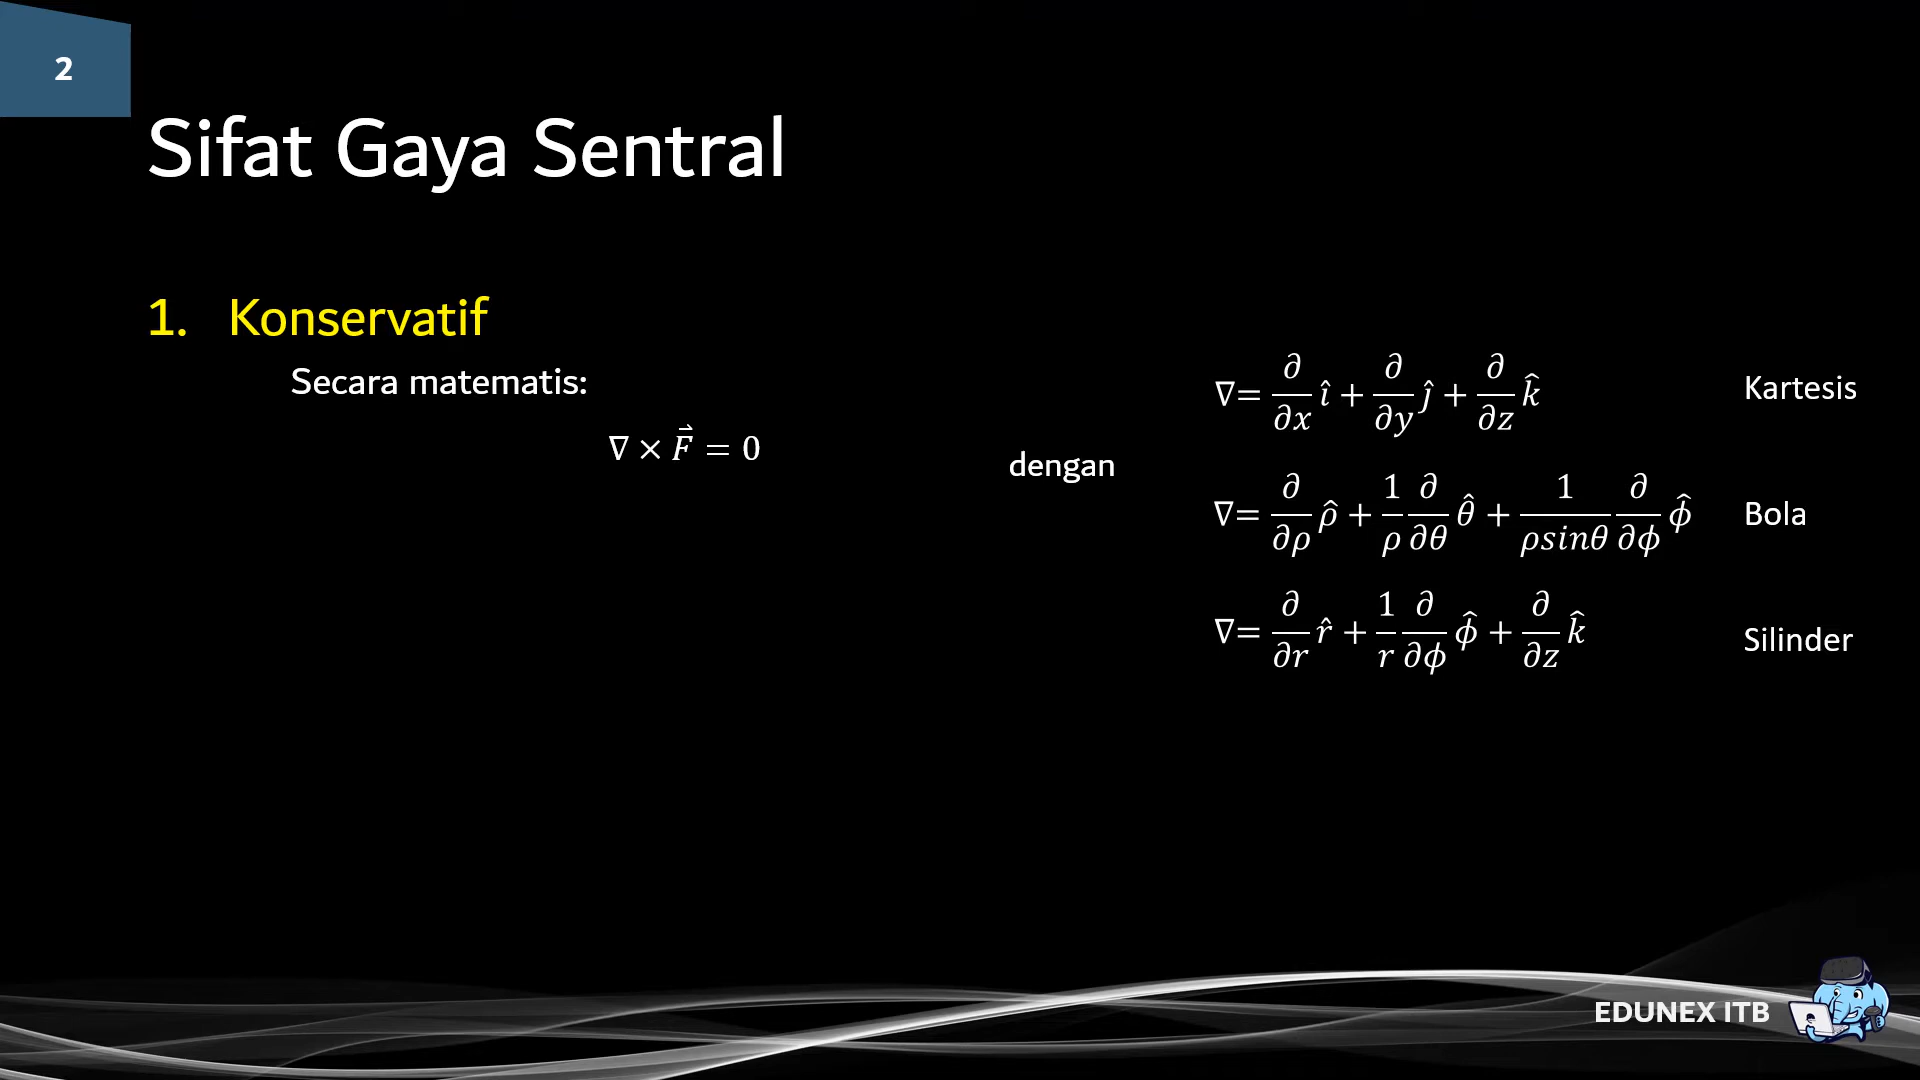 2
Sifat Gaya Sentral
1. Konservatif
Secara matematis:
∇ × F⃗ = 0
dengan
∇= ∂/∂x î + ∂/∂y ĵ + ∂/∂z k̂ Kartesis
∇= ∂/∂ρ ρ̂ + 1/ρ ∂/∂θ θ̂ + 1/ρsinθ ∂/∂ϕ ϕ̂ Bola
∇= ∂/∂r r̂ + 1/r ∂/∂ϕ ϕ̂ + ∂/∂z k̂ Silinder
EDUNEX ITB